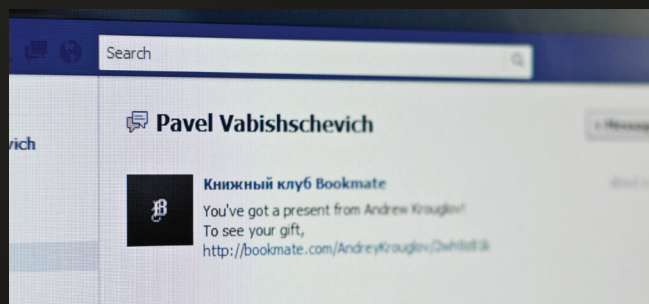 Search
Pavel Vabishschevich
vich
Книжный клуб Bookmate
You've got a present from Andrew Krouglov!
To see your gift,
http://bookmate.com/AndreyKrouglov/